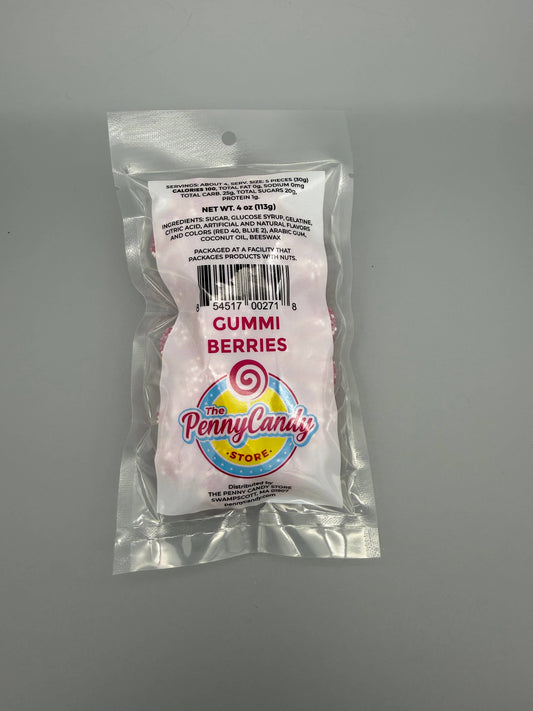 SERVINGS: ABOUT 4, SERV. SIZE: 5 PIECES (30g)
CALORIES 100, TOTAL FAT 0g, SODIUM 0mg
TOTAL CARB. 25g, TOTAL SUGARS 20g,
PROTEIN 1g.
NET WT. 4 oz (113g)
INGREDIENTS: SUGAR, GLUCOSE SYRUP, GELATINE,
CITRIC ACID, ARTIFICIAL AND NATURAL FLAVORS
AND COLORS (RED 40, BLUE 2), ARABIC GUM,
COCONUT OIL, BEESWAX
PACKAGED AT A FACILITY THAT
PACKAGES PRODUCTS WITH NUTS.
8 54517 00271 8
GUMMI
BERRIES
The
PennyCandy
·STORE·
Distributed by
THE PENNY CANDY STORE
SWAMPSCOTT, MA 01907
Pennycandy.com